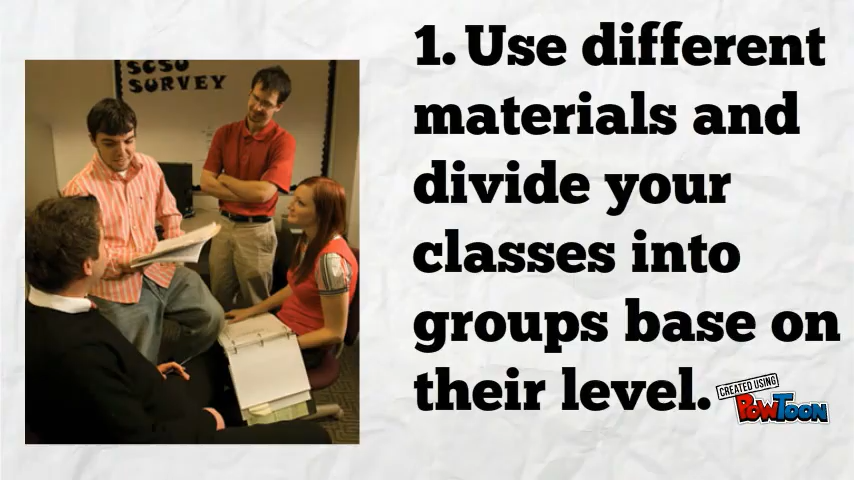 SCSU
SURVEY
1. Use different
materials and
divide your
classes into
groups base on
their level.
CREATED USING
POWTOON